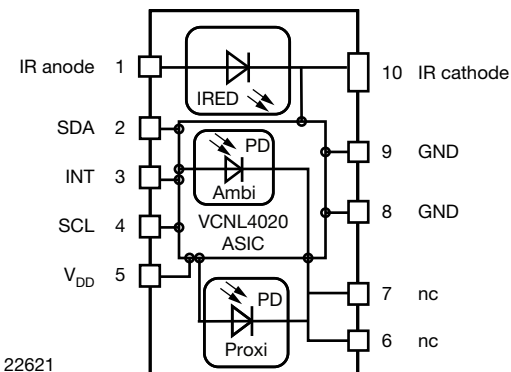 IR anode 1
IRED
10 IR cathode
SDA 2
PD
9 GND
INT 3
Ambi
SCL 4
VCNL4020
ASIC
8 GND
VDD 5
PD
7 nc
Proxi
6 nc
22621